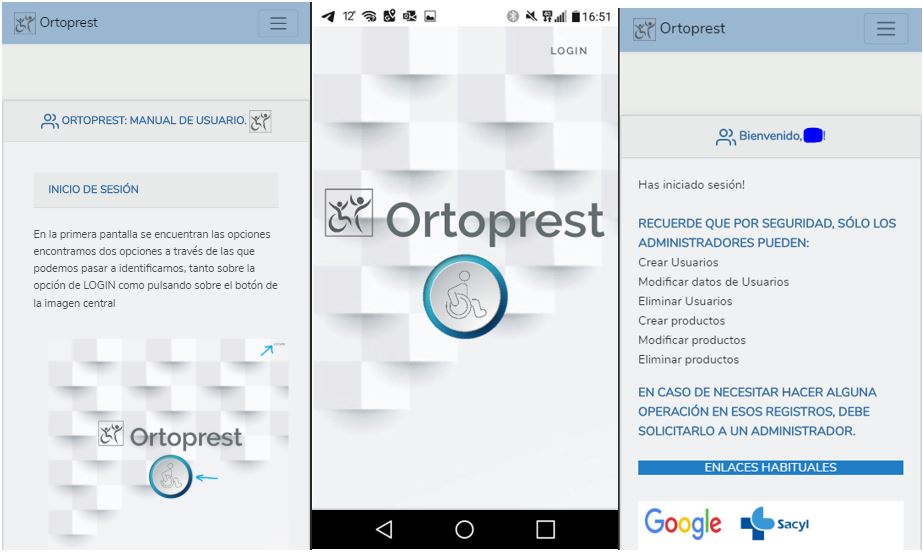 Ortoprest
ORTOPREST: MANUAL DE USUARIO.
INICIO DE SESIÓN
En la primera pantalla se encuentran las opciones
encontramos dos opciones a través de las que
podemos pasar a identificarnos, tanto sobre la
opción de LOGIN como pulsando sobre el botón de
la imagen central
Ortoprest
12°
16:51
LOGIN
Ortoprest
Ortoprest
Bienvenido, !
Has iniciado sesión!
RECUERDE QUE POR SEGURIDAD, SÓLO LOS
ADMINISTRADORES PUEDEN:
Crear Usuarios
Modificar datos de Usuarios
Eliminar Usuarios
Crear productos
Modificar productos
Eliminar productos
EN CASO DE NECESITAR HACER ALGUNA
OPERACIÓN EN ESOS REGISTROS, DEBE
SOLICITARLO A UN ADMINISTRADOR.
ENLACES HABITUALES
Google Sacyl